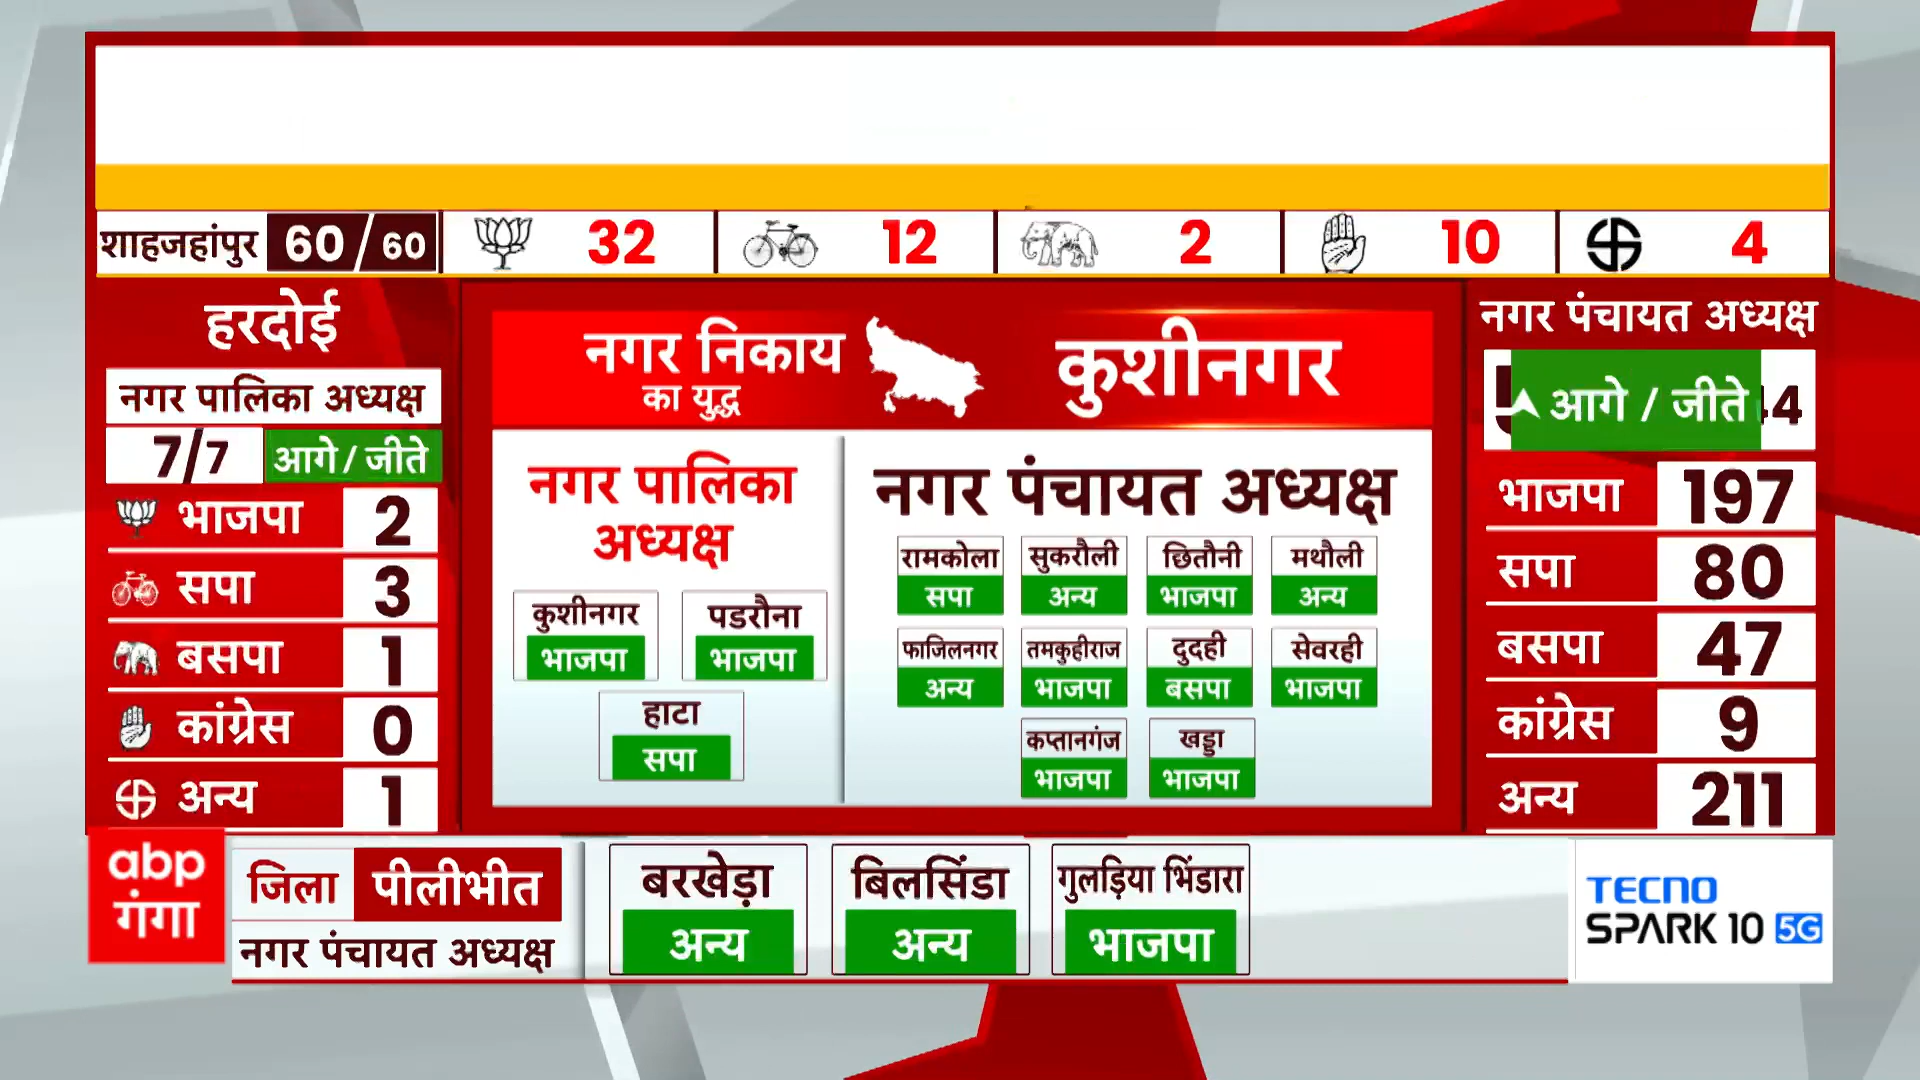 शाहजहांपुर 60/60 32 12 2 10 4
हरदोई
नगर पालिका अध्यक्ष
7/7 आगे / जीते
भाजपा 2
सपा 3
बसपा 1
कांग्रेस 0
अन्य 1
नगर निकाय
का युद्ध
कुशीनगर
नगर पालिका
अध्यक्ष
कुशीनगर
भाजपा
पडरौना
भाजपा
हाटा
सपा
नगर पंचायत अध्यक्ष
रामकोला सुकरौली छितौनी मथौली
सपा अन्य भाजपा अन्य
फाजिलनगर तमकुहीराज दुदही सेवरही
अन्य भाजपा बसपा भाजपा
कप्तानगंज खड्डा
भाजपा भाजपा
नगर पंचायत अध्यक्ष
आगे / जीते
भाजपा 197
सपा 80
बसपा 47
कांग्रेस 9
अन्य 211
abp
गंगा
जिला पीलीभीत
नगर पंचायत अध्यक्ष
बरखेड़ा बिलसिंडा गुलड़िया भिंडारा
अन्य अन्य भाजपा
TECNO
SPARK 10 5G